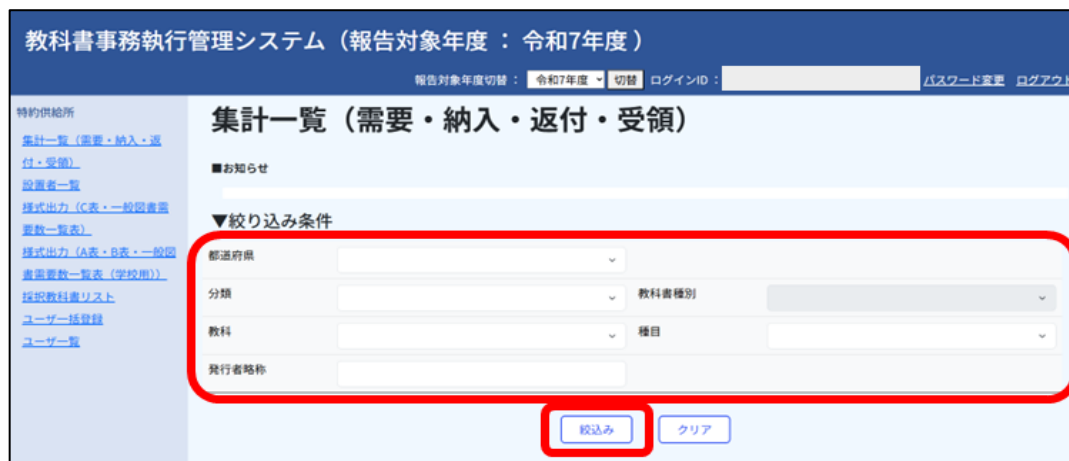 教科書事務執行管理システム（報告対象年度 ： 令和7年度 ）
報告対象年度切替 ： 令和7年度 切替 ログインID ： パスワード変更 ログアウト
特約供給所
集計一覧（需要・納入・返
付・受領）
設置者一覧
様式出力（C表・一般図書需
要数一覧表）
様式出力（A表・B表・一般図
書需要数一覧表（学校用））
採択教科書リスト
ユーザ一括登録
ユーザ一覧
集計一覧（需要・納入・返付・受領）
■お知らせ
▼絞り込み条件
都道府県
分類 教科書種別
教科 種目
発行者略称
絞込み クリア